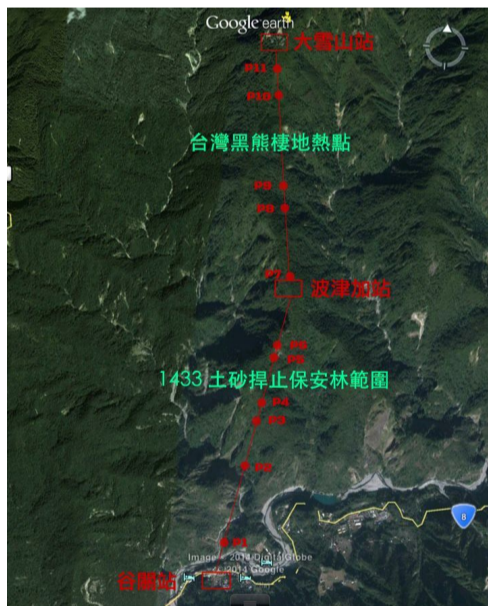 Google earth
大雪山站
P11
P10
台灣黑熊棲地熱點
P9
P8
P7
波津加站
P6
P5
1433 土砂捍止保安林範圍
P4
P3
P2
8
P1
Image © 2014 DigitalGlobe
© 2014 Google
谷關站